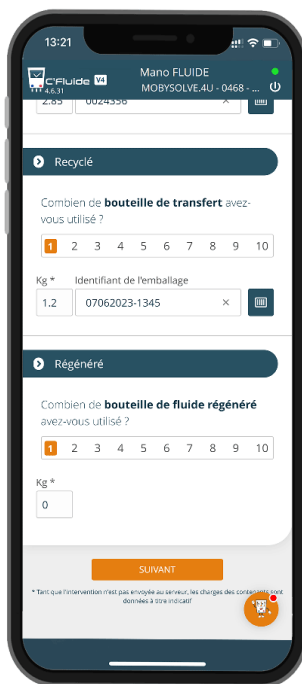 13:21
C'Fluide V4
4.6.31
Mano FLUIDE
MOBYSOLVE.4U - 0468 - ...
2.85 0024356 ×
Recyclé
Combien de bouteille de transfert avez-
vous utilisé ?
1 2 3 4 5 6 7 8 9 10
Kg * Identifiant de l'emballage
1.2 07062023-1345 ×
Régénéré
Combien de bouteille de fluide régénéré
avez-vous utilisé ?
1 2 3 4 5 6 7 8 9 10
Kg *
0
SUIVANT
* Tant que l'intervention n'est pas envoyée au serveur, les charges des contenants sont
données à titre indicatif